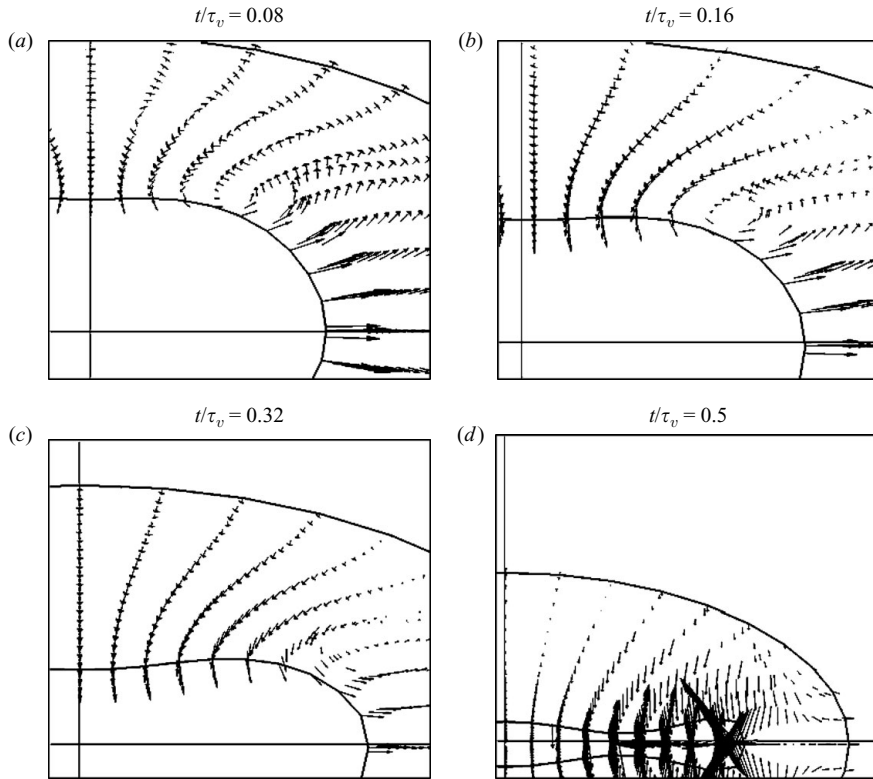 t/τv = 0.08
t/τv = 0.16
(a)
(b)
t/τv = 0.32
t/τv = 0.5
(c)
(d)